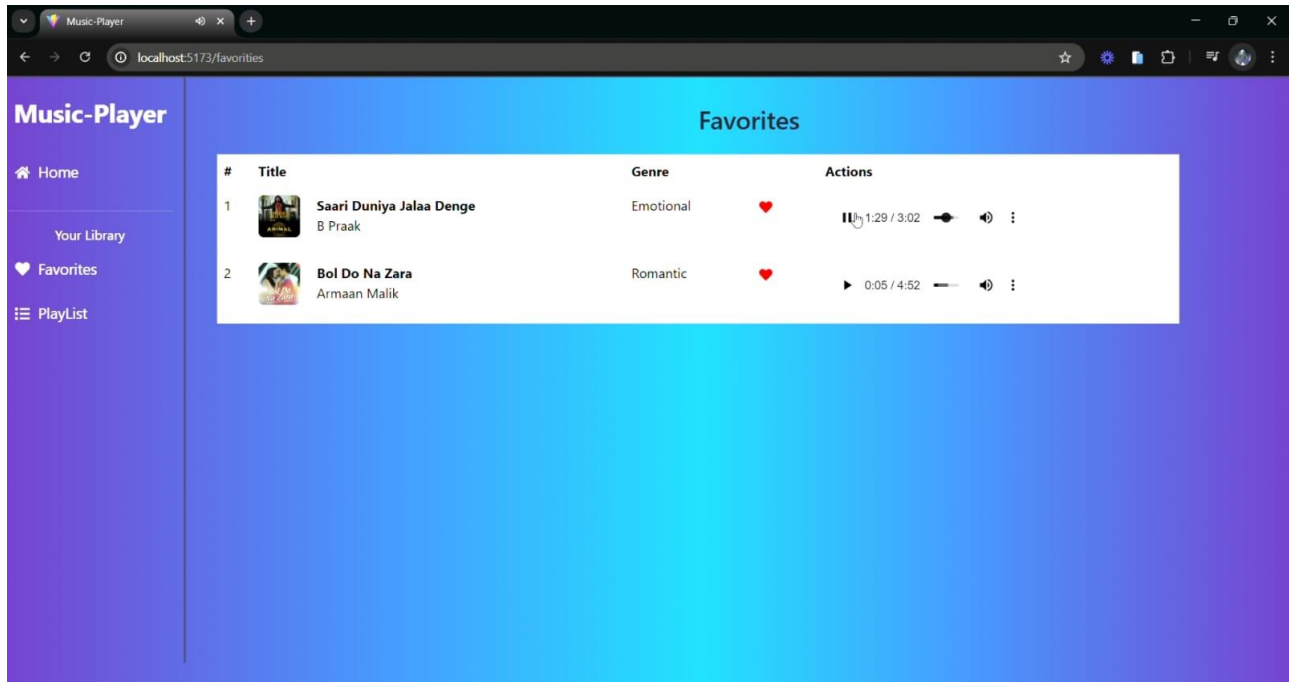 Music-Player
localhost:5173/favorities
Music-Player
Home
Your Library
Favorites
PlayList
Favorites
# Title Genre Actions
1 Saari Duniya Jalaa Denge Emotional 1:29 / 3:02
B Praak
ANIMAL
2 Bol Do Na Zara Romantic 0:05 / 4:52
Armaan Malik